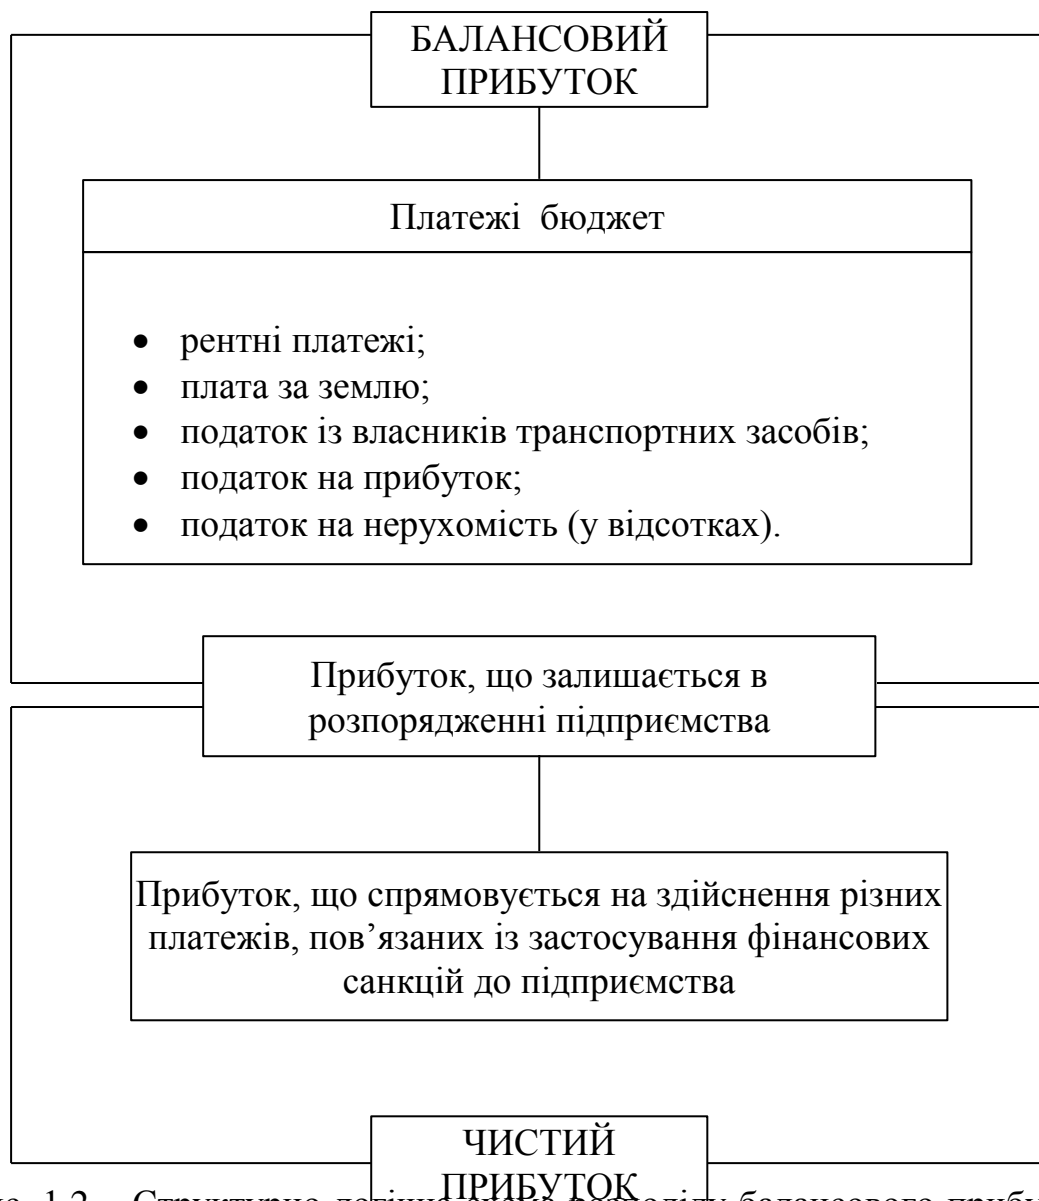 БАЛАНСОВИЙ
ПРИБУТОК
Платежі бюджет
• рентні платежі;
• плата за землю;
• податок із власників транспортних засобів;
• податок на прибуток;
• податок на нерухомість (у відсотках).
Прибуток, що залишається в
розпорядженні підприємства
Прибуток, що спрямовується на здійснення різних
платежів, пов’язаних із застосування фінансових
санкцій до підприємства
ЧИСТИЙ
ПРИБУТОК
1.2 Структурно балансового